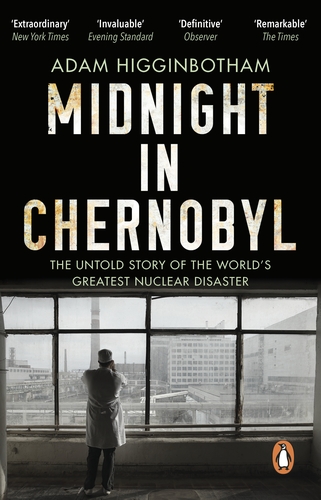 ‘Extraordinary’ ‘Invaluable’ ‘Definitive’ ‘Remarkable’
New York Times Evening Standard Observer The Times
ADAM HIGGINBOTHAM
MIDNIGHT
IN
CHERNOBYL
THE UNTOLD STORY OF THE WORLD’S
GREATEST NUCLEAR DISASTER